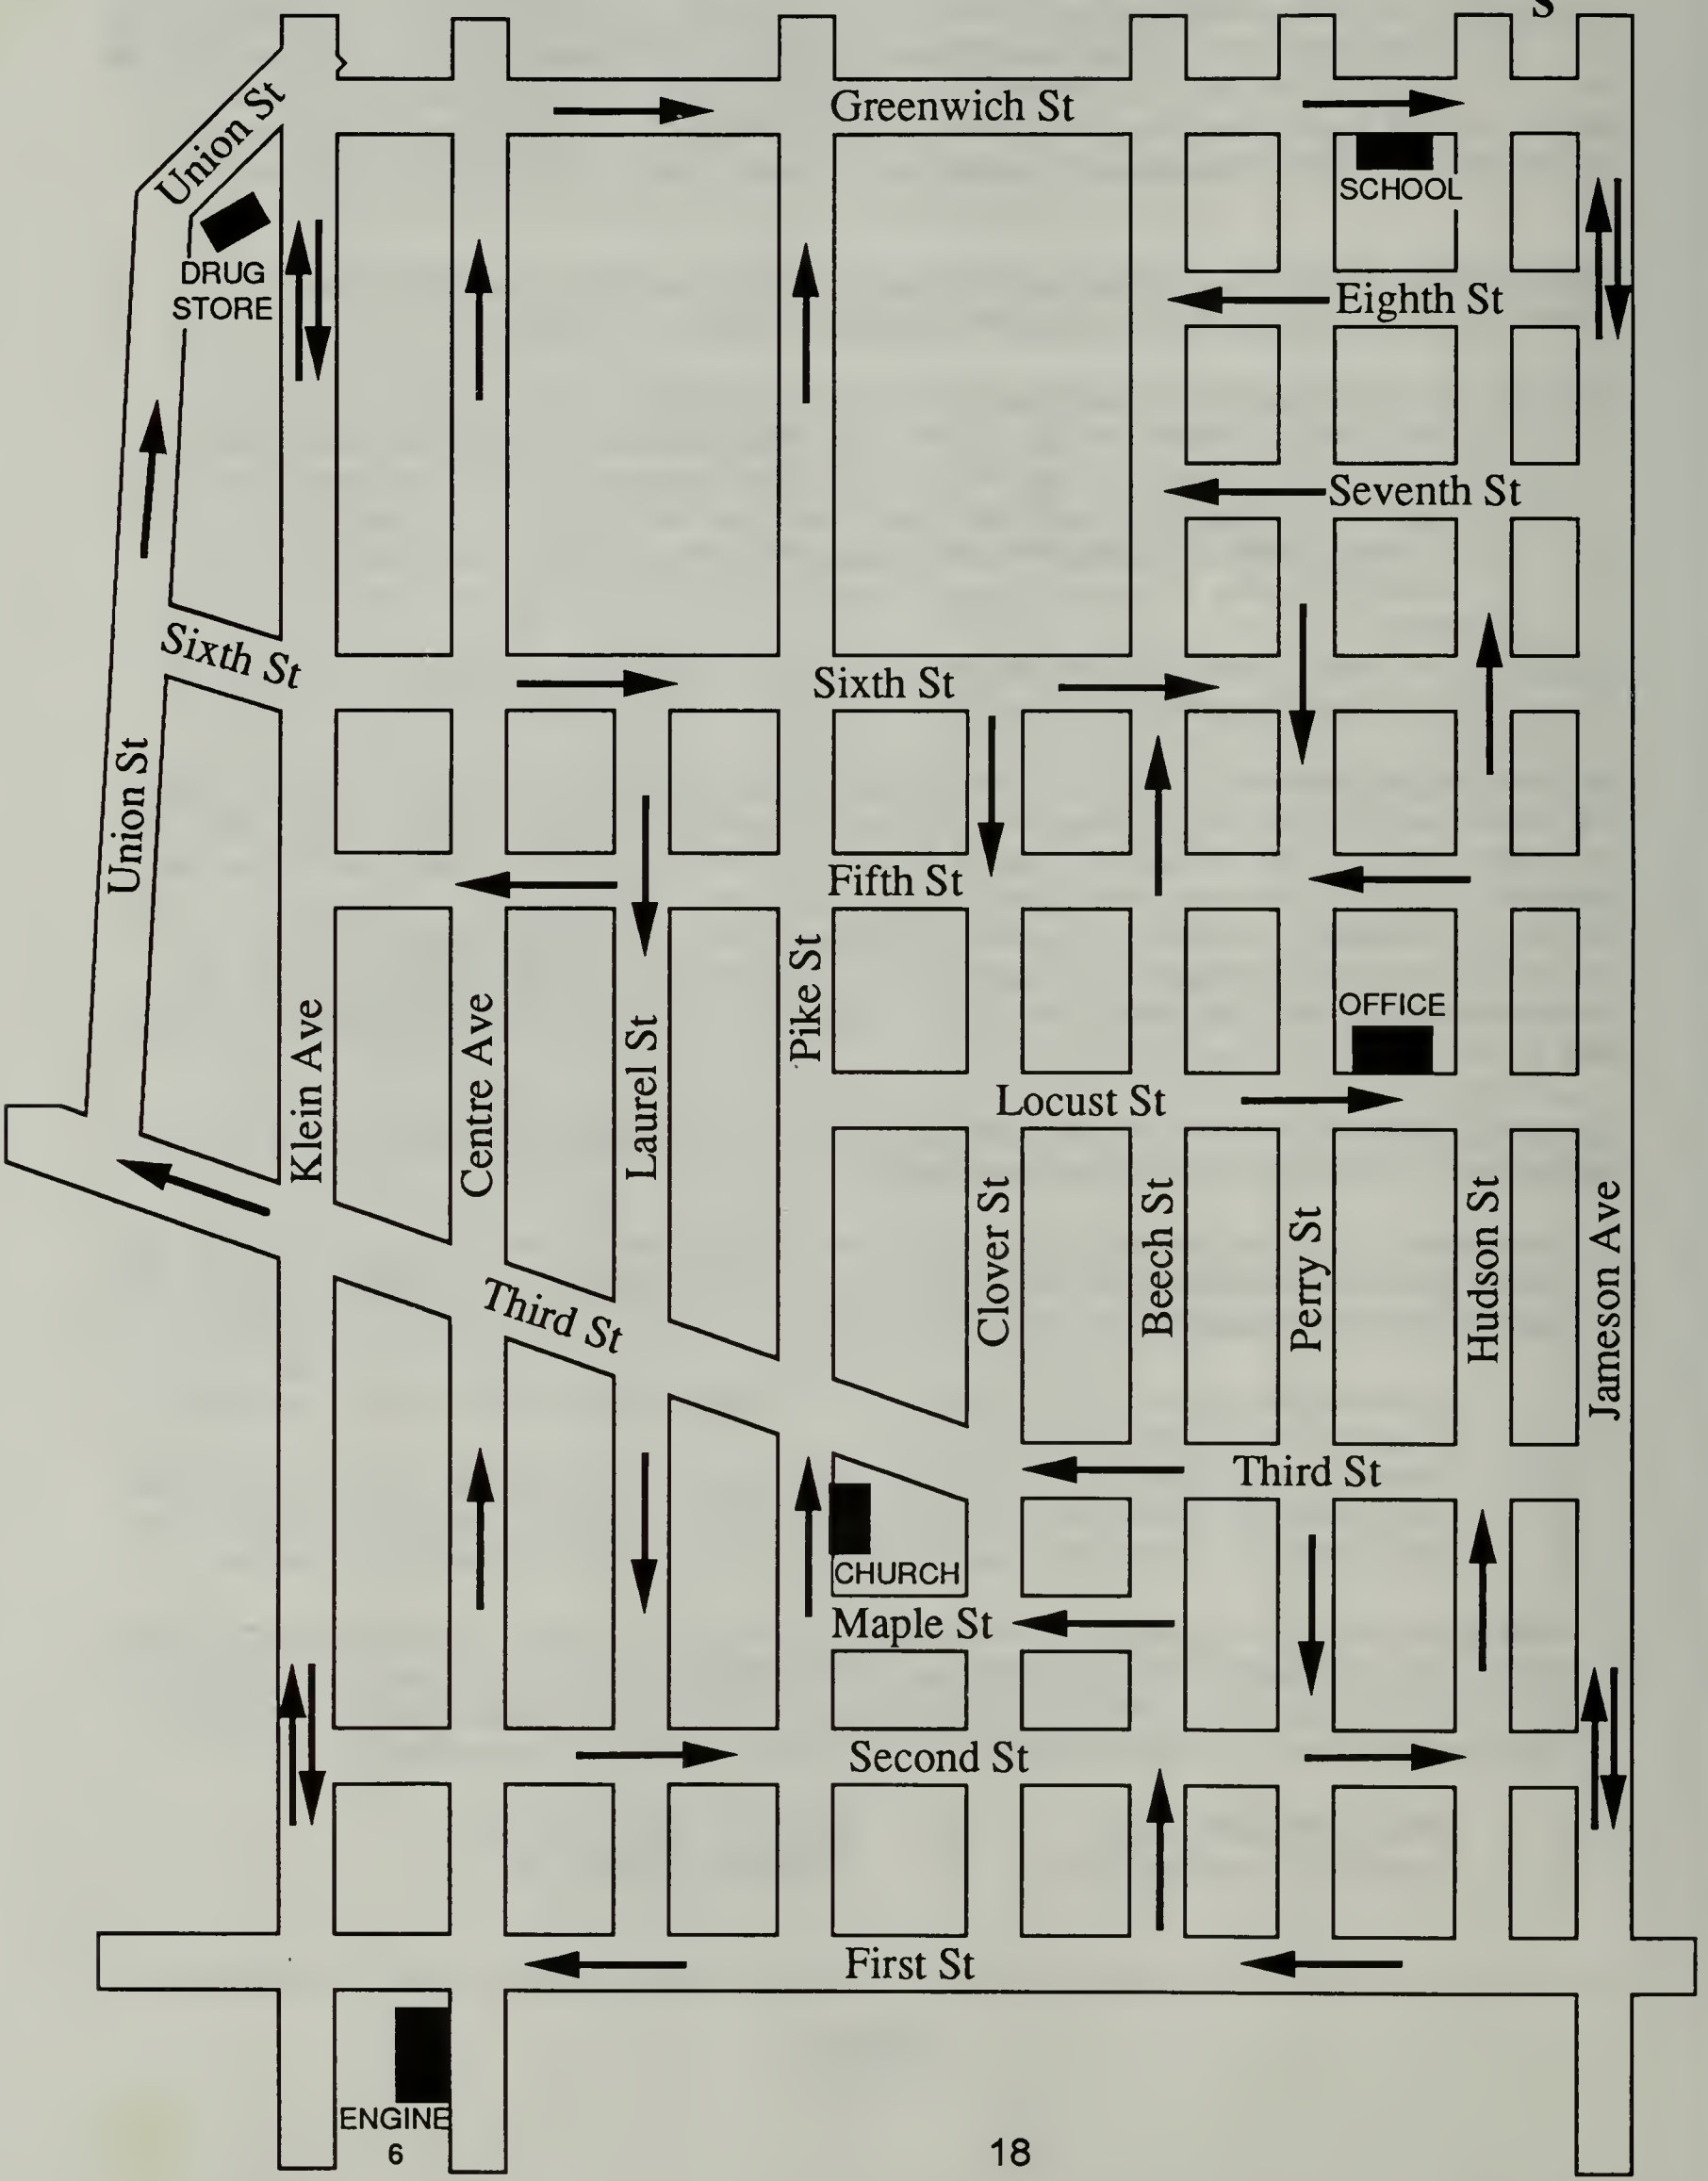 S
Union St
Greenwich St
SCHOOL
DRUG
STORE
Eighth St
Seventh St
Sixth St
Sixth St
Union St
Fifth St
Pike St
OFFICE
Klein Ave
Centre Ave
Laurel St
Locust St
Clover St
Beech St
Perry St
Hudson St
Jameson Ave
Third St
Third St
CHURCH
Maple St
Second St
First St
ENGINE
6
18